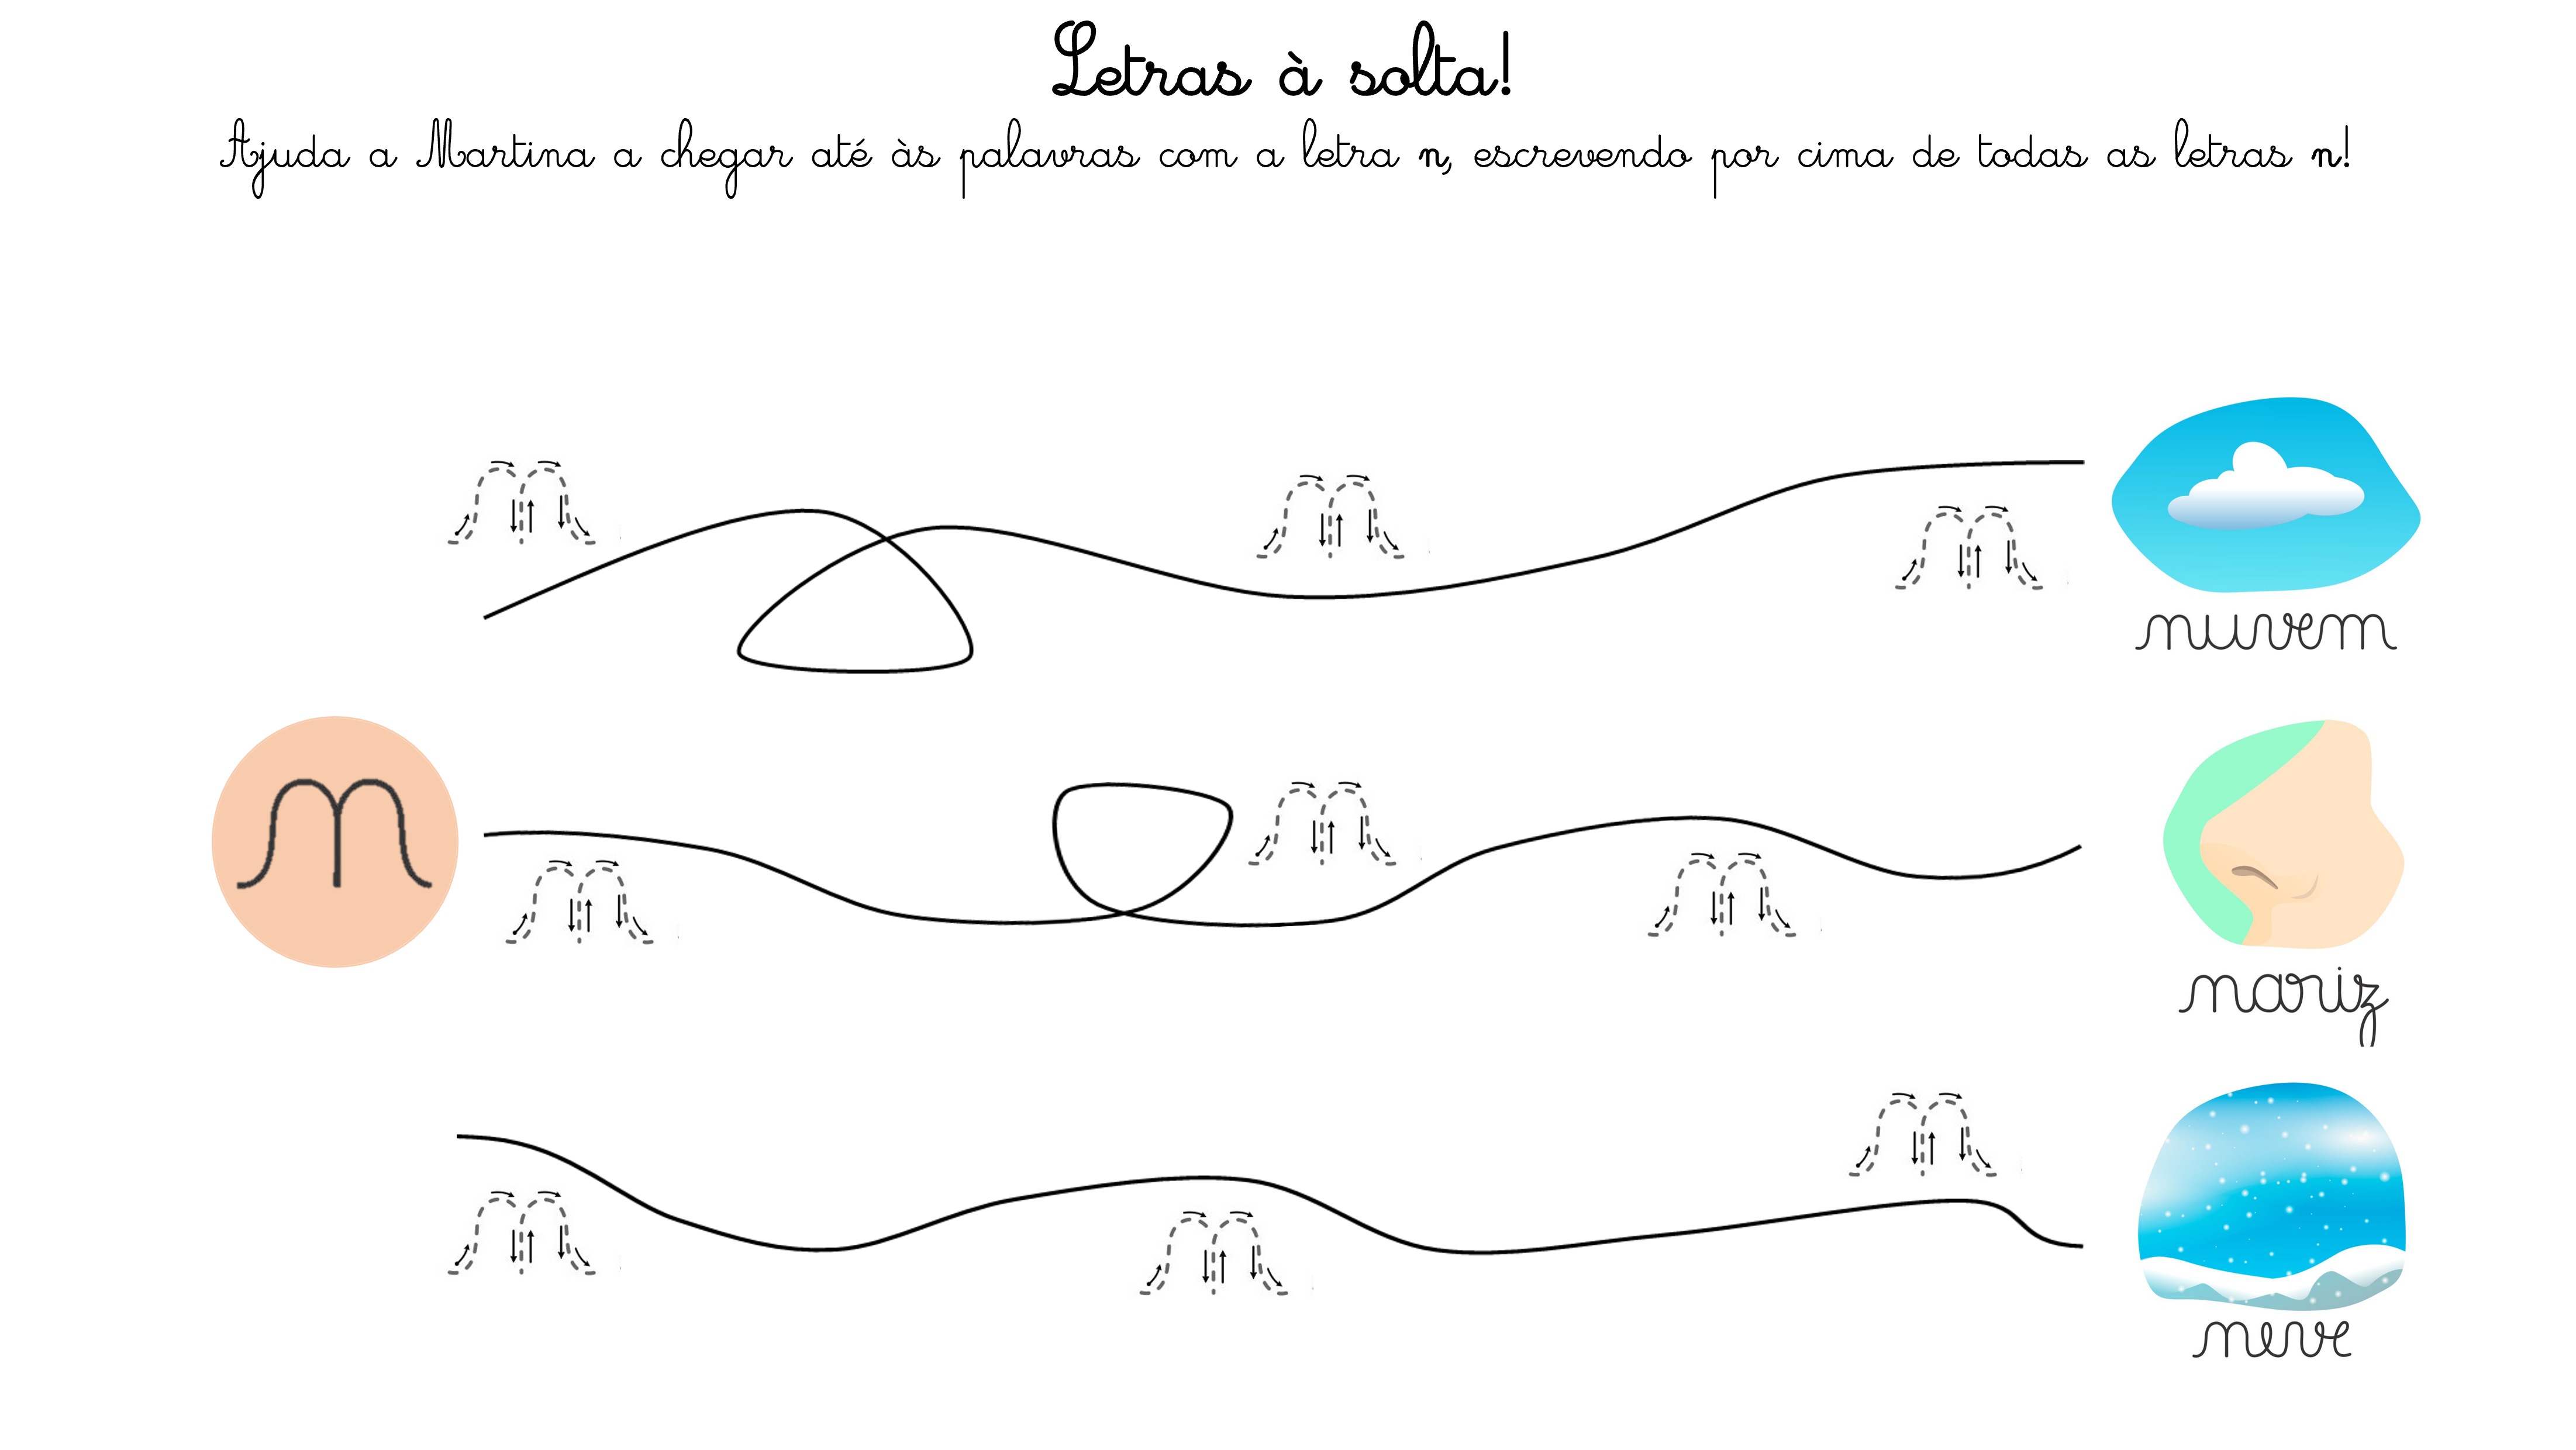 Letras à solta!
Ajuda a Martina a chegar até às palavras com a letra n, escrevendo por cima de todas as letras n!
n n n
nuvem
n
n n n
nariz
n n n
neve